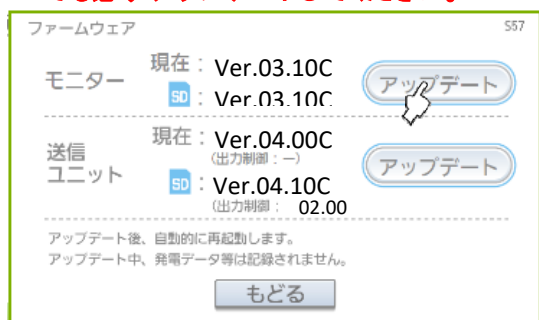 ファームウェア S57
モニター 現在：Ver.03.10C アップデート
SD：Ver.03.10C
送信ユニット 現在：Ver.04.00C アップデート
（出力制御：－）
SD：Ver.04.10C
（出力制御： 02.00
アップデート後、自動的に再起動します。
アップデート中、発電データ等は記録されません。
もどる